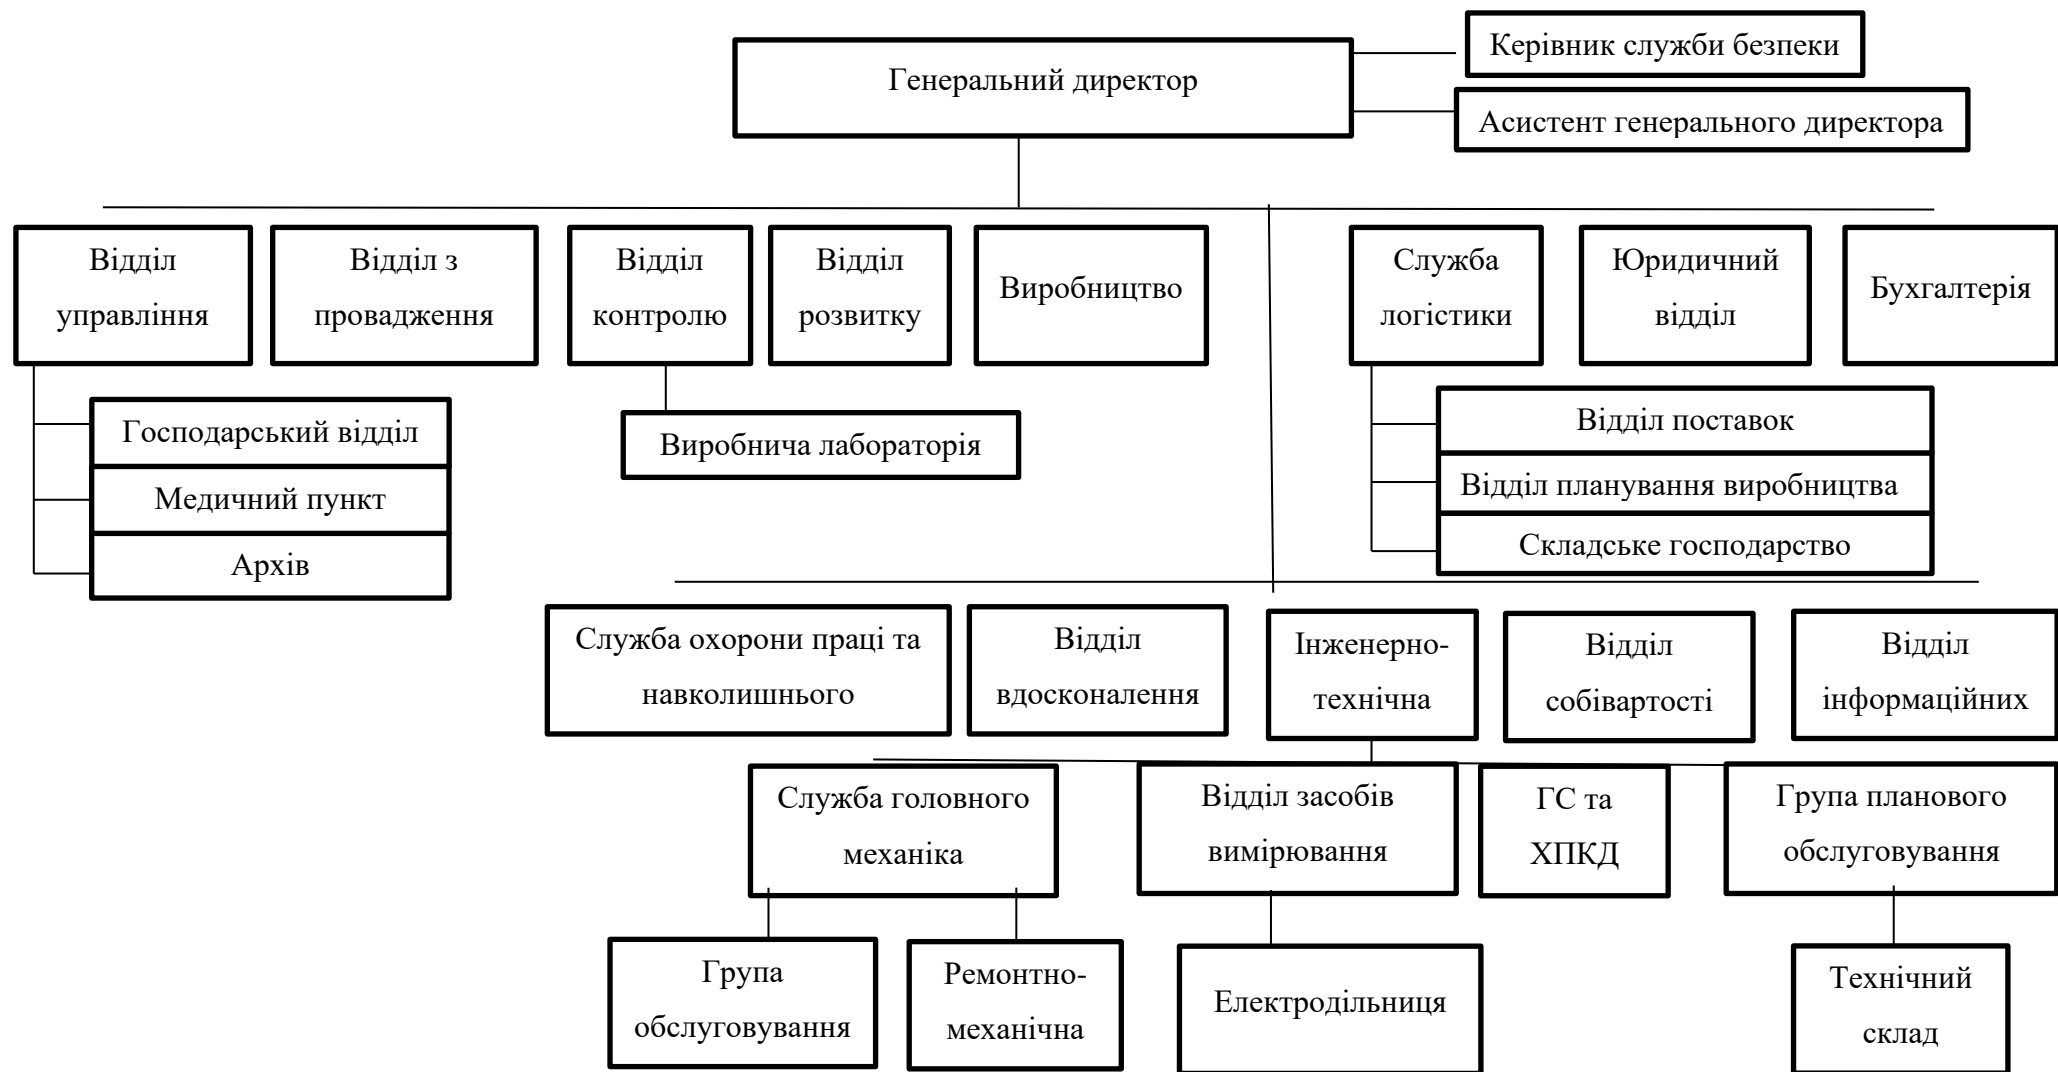 Генеральний директор
Керівник служби безпеки
Асистент генерального директора
Відділ
управління
Відділ з
провадження
Відділ
контролю
Відділ
розвитку
Виробництво
Служба
логістики
Юридичний
відділ
Бухгалтерія
Господарський відділ
Медичний пункт
Архів
Виробнича лабораторія
Відділ поставок
Відділ планування виробництва
Складське господарство
Служба охорони праці та
навколишнього
Відділ
вдосконалення
Інженерно-
технічна
Відділ
собівартості
Відділ
інформаційних
Служба головного
механіка
Відділ засобів
вимірювання
ГС та
ХПКД
Група планового
обслуговування
Група
обслуговування
Ремонтно-
механічна
Електродільниця
Технічний
склад